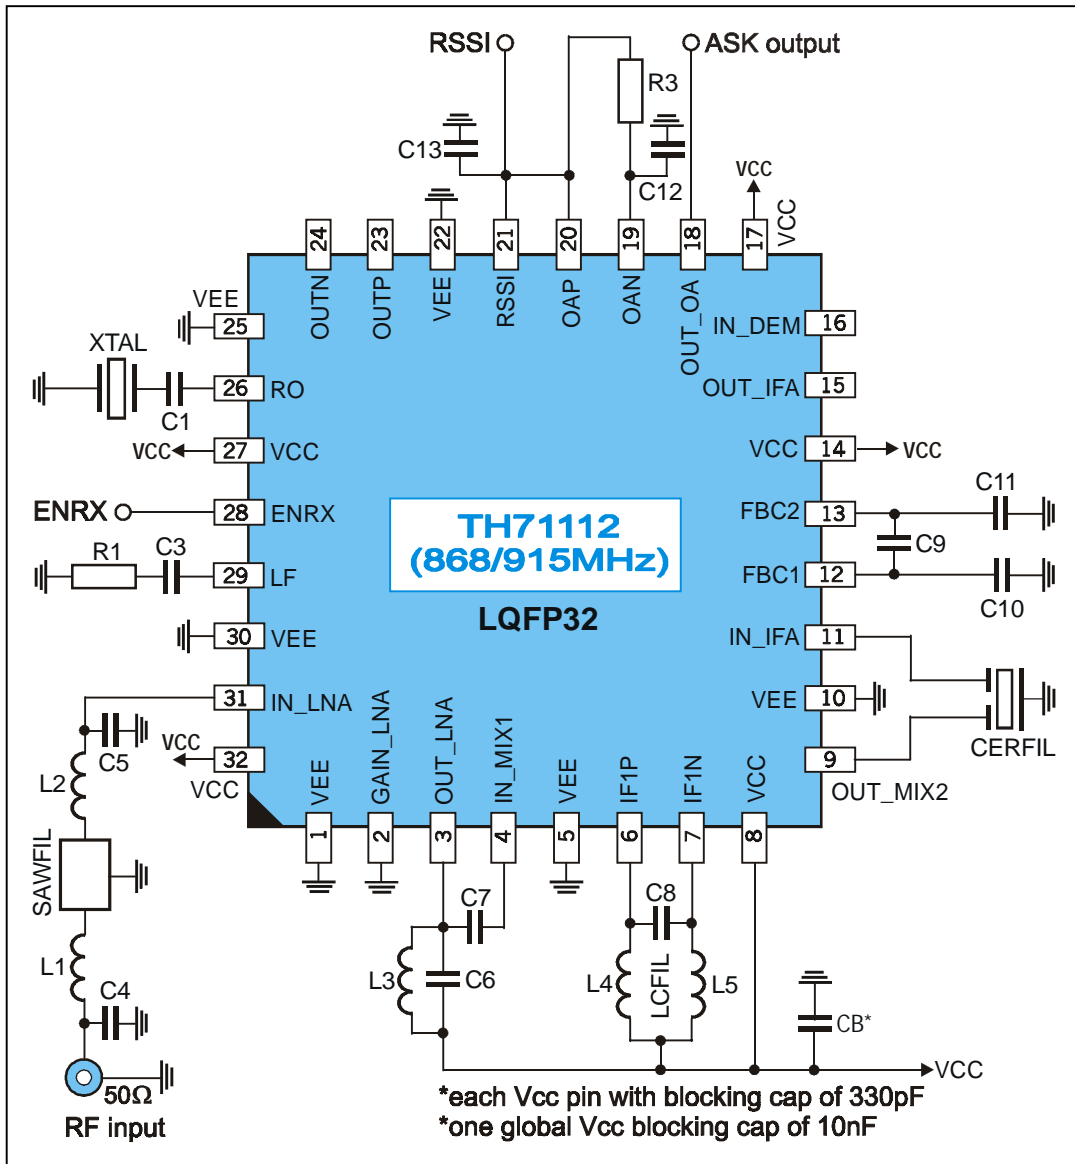 RSSI
ASK output
R3
C13
C12
VCC
VCC
24
23
22
21
20
19
18
17
OUTN
OUTP
VEE
RSSI
OAP
OAN
OUT_OA
VEE
25
IN_DEM
16
XTAL
C1
26
RO
OUT_IFA
15
VCC
27
VCC
VCC
14
VCC
ENRX
28
ENRX
FBC2
13
C11
C9
R1
C3
29
LF
FBC1
12
C10
TH71112
(868/915MHz)
LQFP32
30
VEE
IN_IFA
11
31
IN_LNA
VEE
10
CERFIL
C5
VCC
32
VCC
9
OUT_MIX2
L2
VEE
GAIN_LNA
OUT_LNA
IN_MIX1
VEE
IF1P
IF1N
VCC
1
2
3
4
5
6
7
8
SAWFIL
C7
C8
L1
L3
C6
L4
LCFIL
L5
C4
CB*
50Ω
RF input
VCC
*each Vcc pin with blocking cap of 330pF
*one global Vcc blocking cap of 10nF